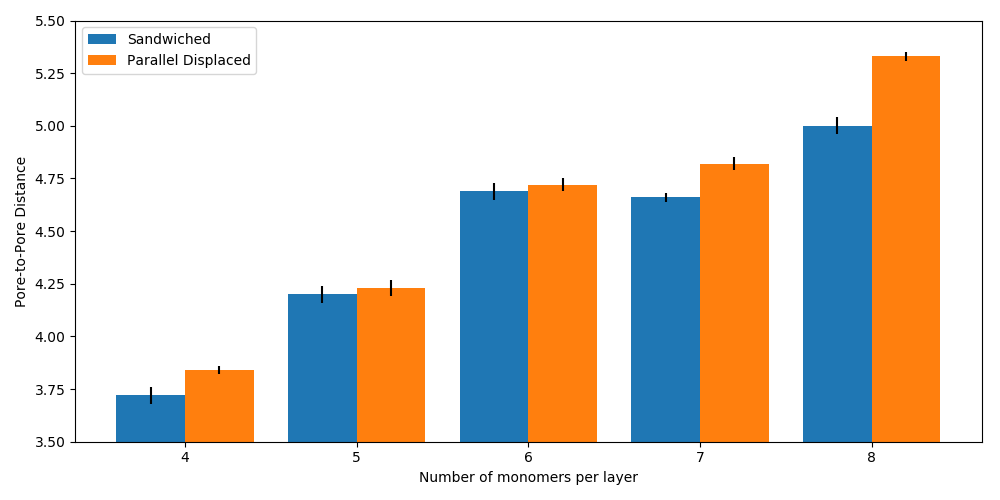 Sandwiched
Parallel Displaced
5.50
5.25
5.00
4.75
4.50
4.25
4.00
3.75
3.50
Pore-to-Pore Distance
4 5 6 7 8
Number of monomers per layer